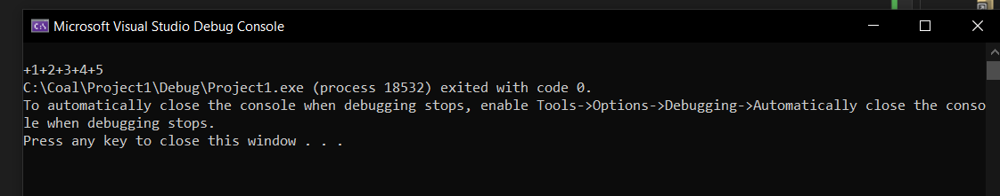 Microsoft Visual Studio Debug Console
+1+2+3+4+5
C:\Coal\Project1\Debug\Project1.exe (process 18532) exited with code 0.
To automatically close the console when debugging stops, enable Tools->Options->Debugging->Automatically close the conso
le when debugging stops.
Press any key to close this window . . .